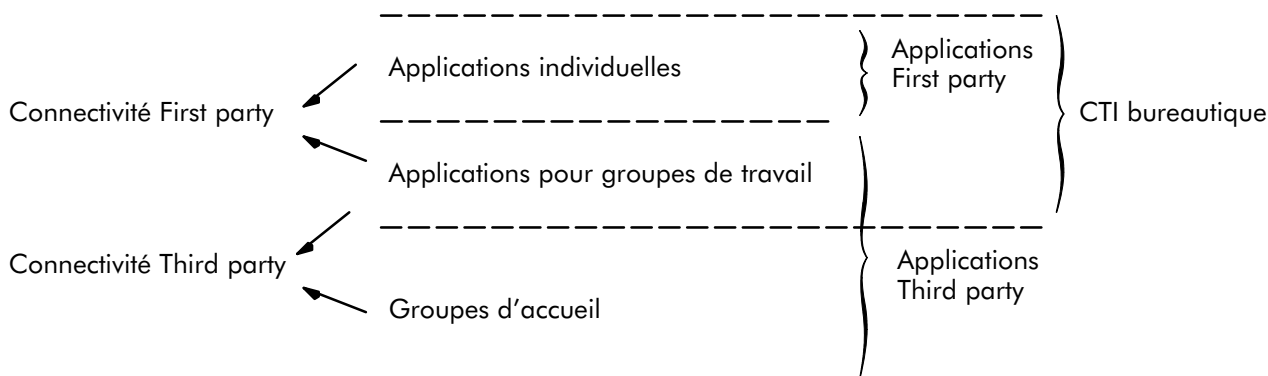 Applications individuelles
Applications
First party
Connectivité First party
CTI bureautique
Applications pour groupes de travail
Connectivité Third party
Applications
Third party
Groupes d'accueil